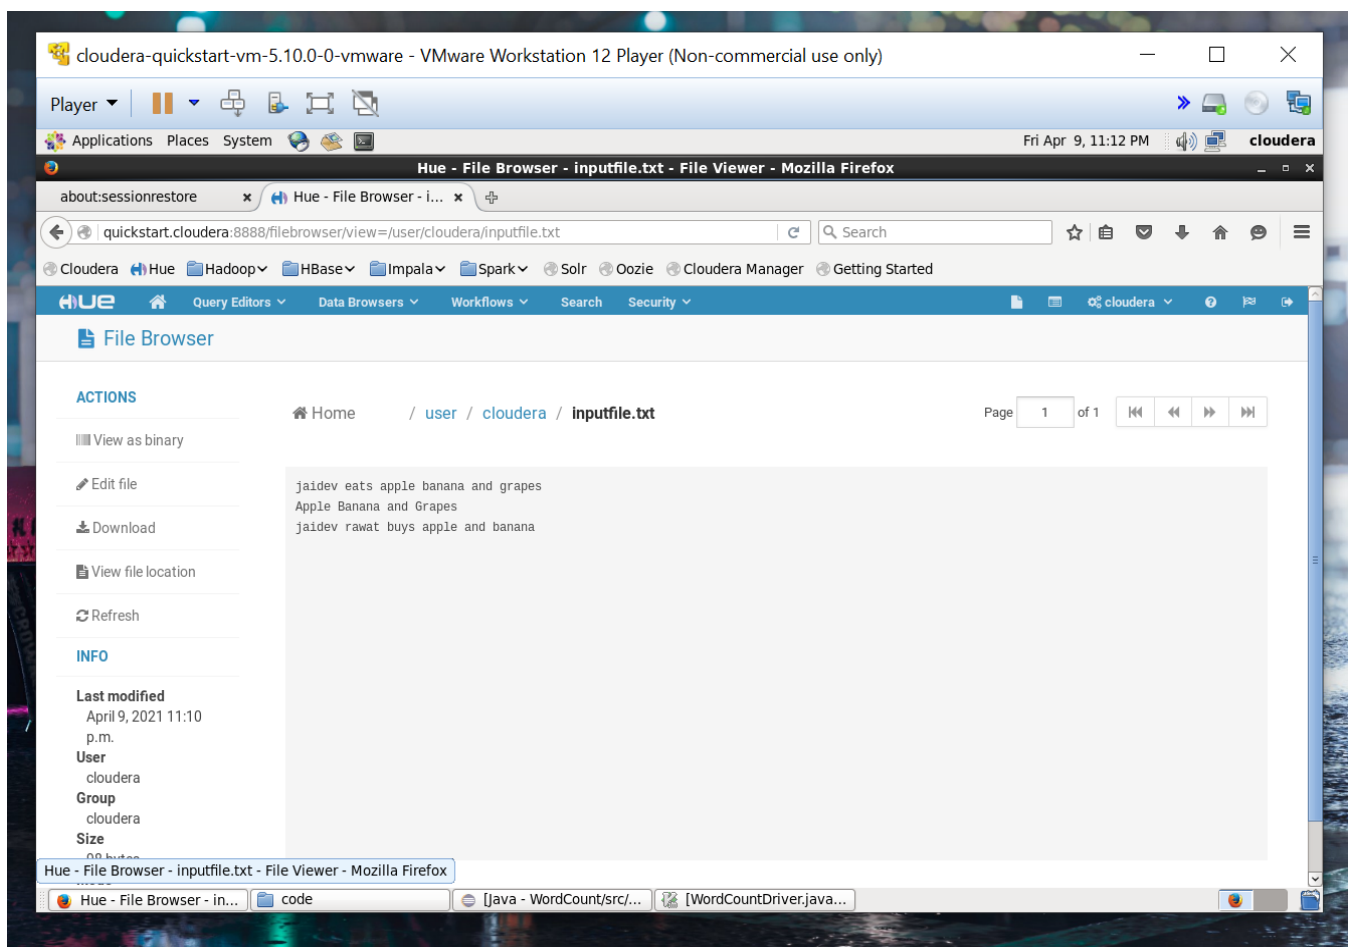 cloudera-quickstart-vm-5.10.0-0-vmware - VMware Workstation 12 Player (Non-commercial use only)
Player
Applications Places System Fri Apr 9, 11:12 PM cloudera
Hue - File Browser - inputfile.txt - File Viewer - Mozilla Firefox
about:sessionrestore Hue - File Browser - i...
quickstart.cloudera:8888/filebrowser/view=/user/cloudera/inputfile.txt Search
Cloudera Hue Hadoop HBase Impala Spark Solr Oozie Cloudera Manager Getting Started
HUE Query Editors Data Browsers Workflows Search Security cloudera
File Browser
ACTIONS
Home / user / cloudera / inputfile.txt Page 1 of 1
View as binary
Edit file
Download
View file location
Refresh
jaidev eats apple banana and grapes
Apple Banana and Grapes
jaidev rawat buys apple and banana
INFO
Last modified
April 9, 2021 11:10
p.m.
User
cloudera
Group
cloudera
Size
98 bytes
Hue - File Browser - inputfile.txt - File Viewer - Mozilla Firefox
Hue - File Browser - in... code [Java - WordCount/src/... [WordCountDriver.java...